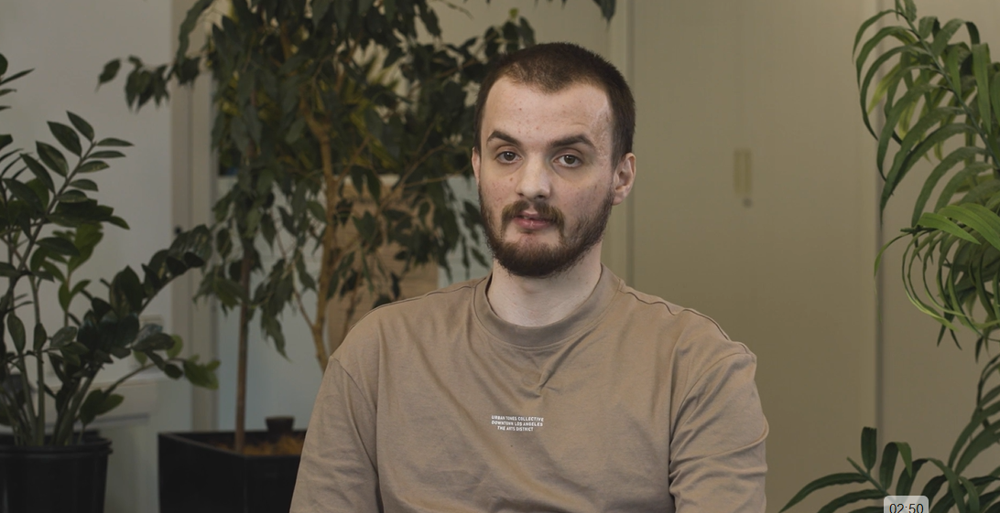 URBAN TONES COLLECTIVE
DOWNTOWN LOS ANGELES
THE ARTS DISTRICT
02:50